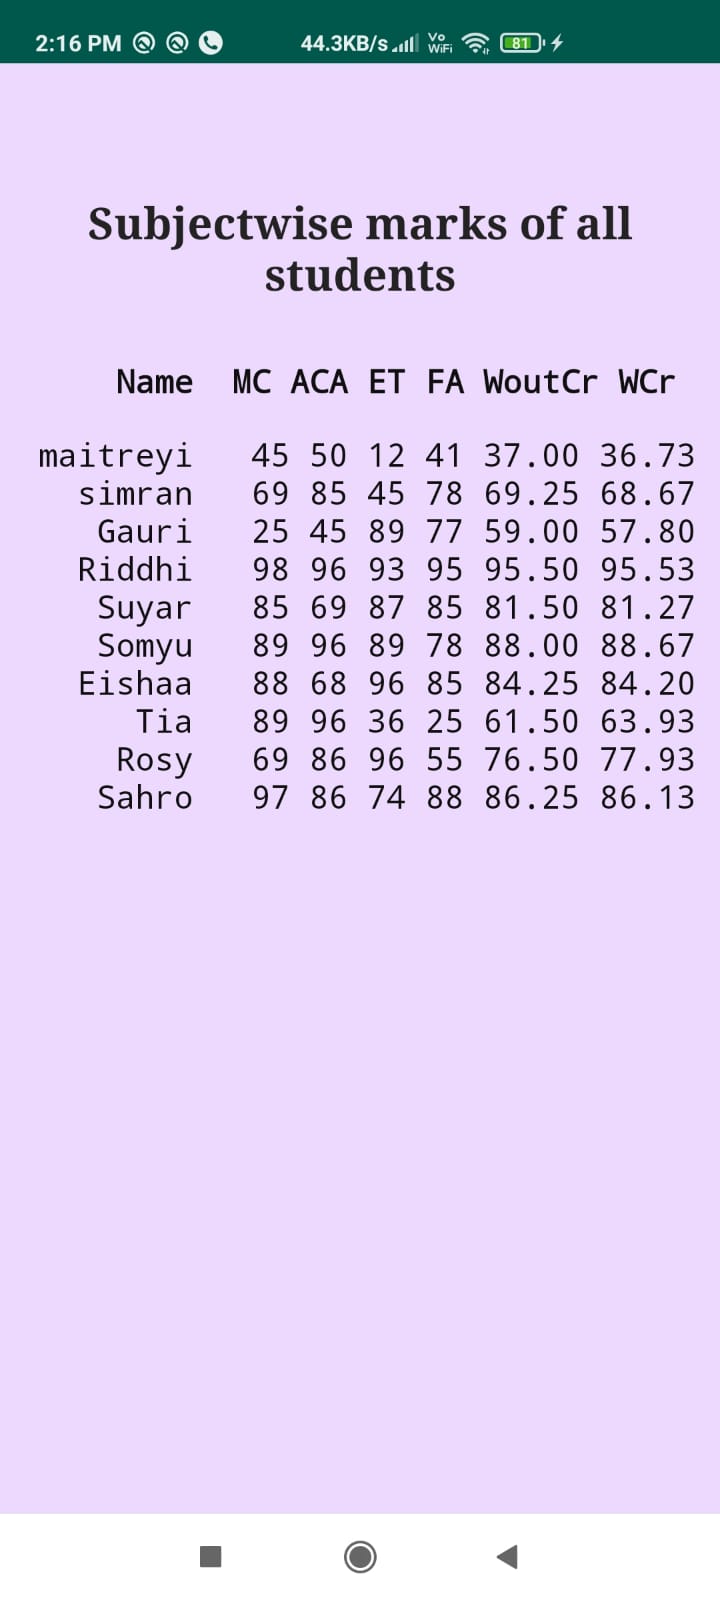 2:16 PM 44.3KB/s Vo WiFi 81
Subjectwise marks of all
students
Name MC ACA ET FA WoutCr WCr
maitreyi 45 50 12 41 37.00 36.73
simran 69 85 45 78 69.25 68.67
Gauri 25 45 89 77 59.00 57.80
Riddhi 98 96 93 95 95.50 95.53
Suyar 85 69 87 85 81.50 81.27
Somyu 89 96 89 78 88.00 88.67
Eishaa 88 68 96 85 84.25 84.20
Tia 89 96 36 25 61.50 63.93
Rosy 69 86 96 55 76.50 77.93
Sahro 97 86 74 88 86.25 86.13